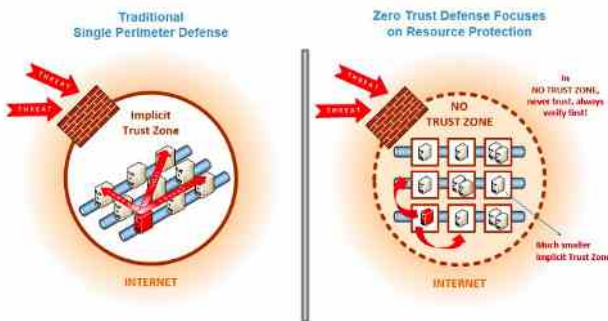 Traditional
Single Perimeter Defense
THREAT
THREAT
Implicit
Trust Zone
INTERNET
Zero Trust Defense Focuses
on Resource Protection
THREAT
THREAT
NO
TRUST ZONE
In
NO TRUST ZONE,
never trust, always
verify first!
Much smaller
Implicit Trust Zone
INTERNET